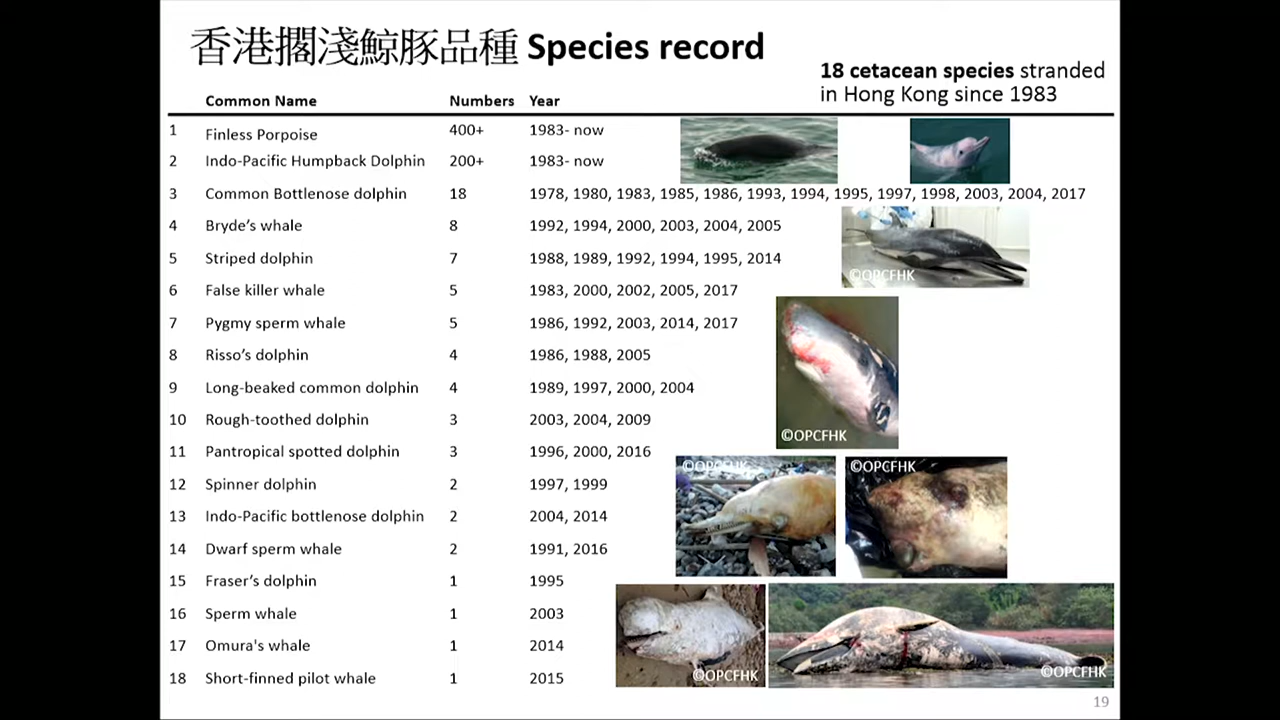 香港擱淺鯨豚品種 Species record
18 cetacean species stranded
in Hong Kong since 1983
Common Name Numbers Year
1 Finless Porpoise 400+ 1983- now
2 Indo-Pacific Humpback Dolphin 200+ 1983- now
3 Common Bottlenose dolphin 18 1978, 1980, 1983, 1985, 1986, 1993, 1994, 1995, 1997, 1998, 2003, 2004, 2017
4 Bryde’s whale 8 1992, 1994, 2000, 2003, 2004, 2005
5 Striped dolphin 7 1988, 1989, 1992, 1994, 1995, 2014
©OPCFHK
6 False killer whale 5 1983, 2000, 2002, 2005, 2017
7 Pygmy sperm whale 5 1986, 1992, 2003, 2014, 2017
8 Risso’s dolphin 4 1986, 1988, 2005
9 Long-beaked common dolphin 4 1989, 1997, 2000, 2004
10 Rough-toothed dolphin 3 2003, 2004, 2009
©OPCFHK
11 Pantropical spotted dolphin 3 1996, 2000, 2016
©OPCFHK
©OPCFHK
12 Spinner dolphin 2 1997, 1999
13 Indo-Pacific bottlenose dolphin 2 2004, 2014
14 Dwarf sperm whale 2 1991, 2016
15 Fraser’s dolphin 1 1995
16 Sperm whale 1 2003
17 Omura's whale 1 2014
18 Short-finned pilot whale 1 2015
©OPCFHK
©OPCFHK
19